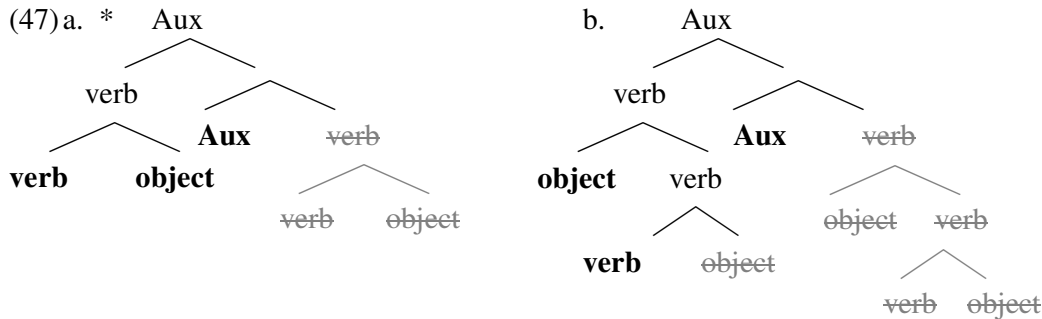 (47) a. * Aux b. Aux
verb verb
Aux verb Aux verb
verb object object verb
verb object object verb
verb object
verb object